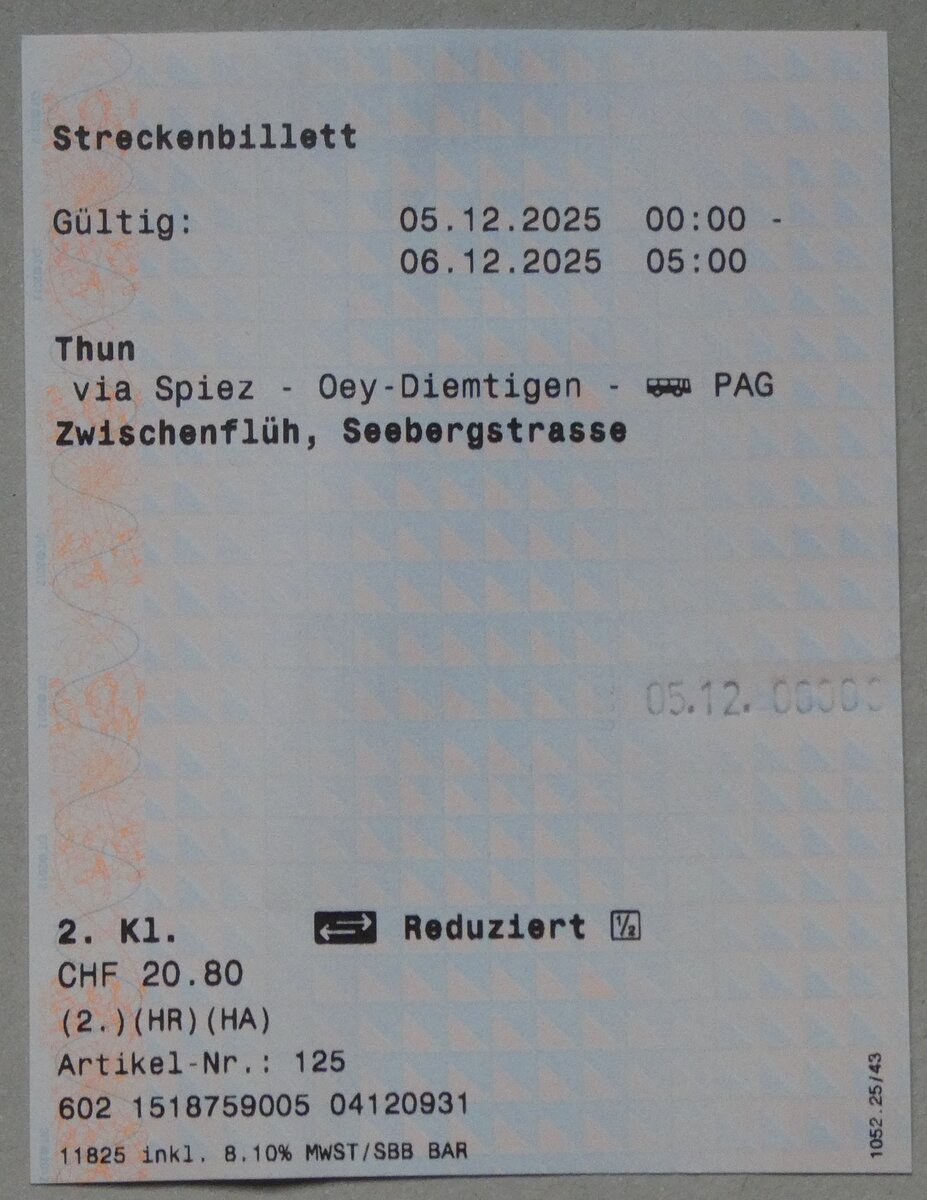 Streckenbillett
Gültig: 05.12.2025 00:00 -
06.12.2025 05:00
Thun
via Spiez - Oey-Diemtigen - PAG
Zwischenflüh, Seebergstrasse
05.12.
2. Kl. Reduziert 1/2
CHF 20.80
(2.)(HR)(HA)
Artikel-Nr.: 125
602 1518759005 04120931
11825 inkl. 8.10% MWST/SBB BAR
1052.25/43